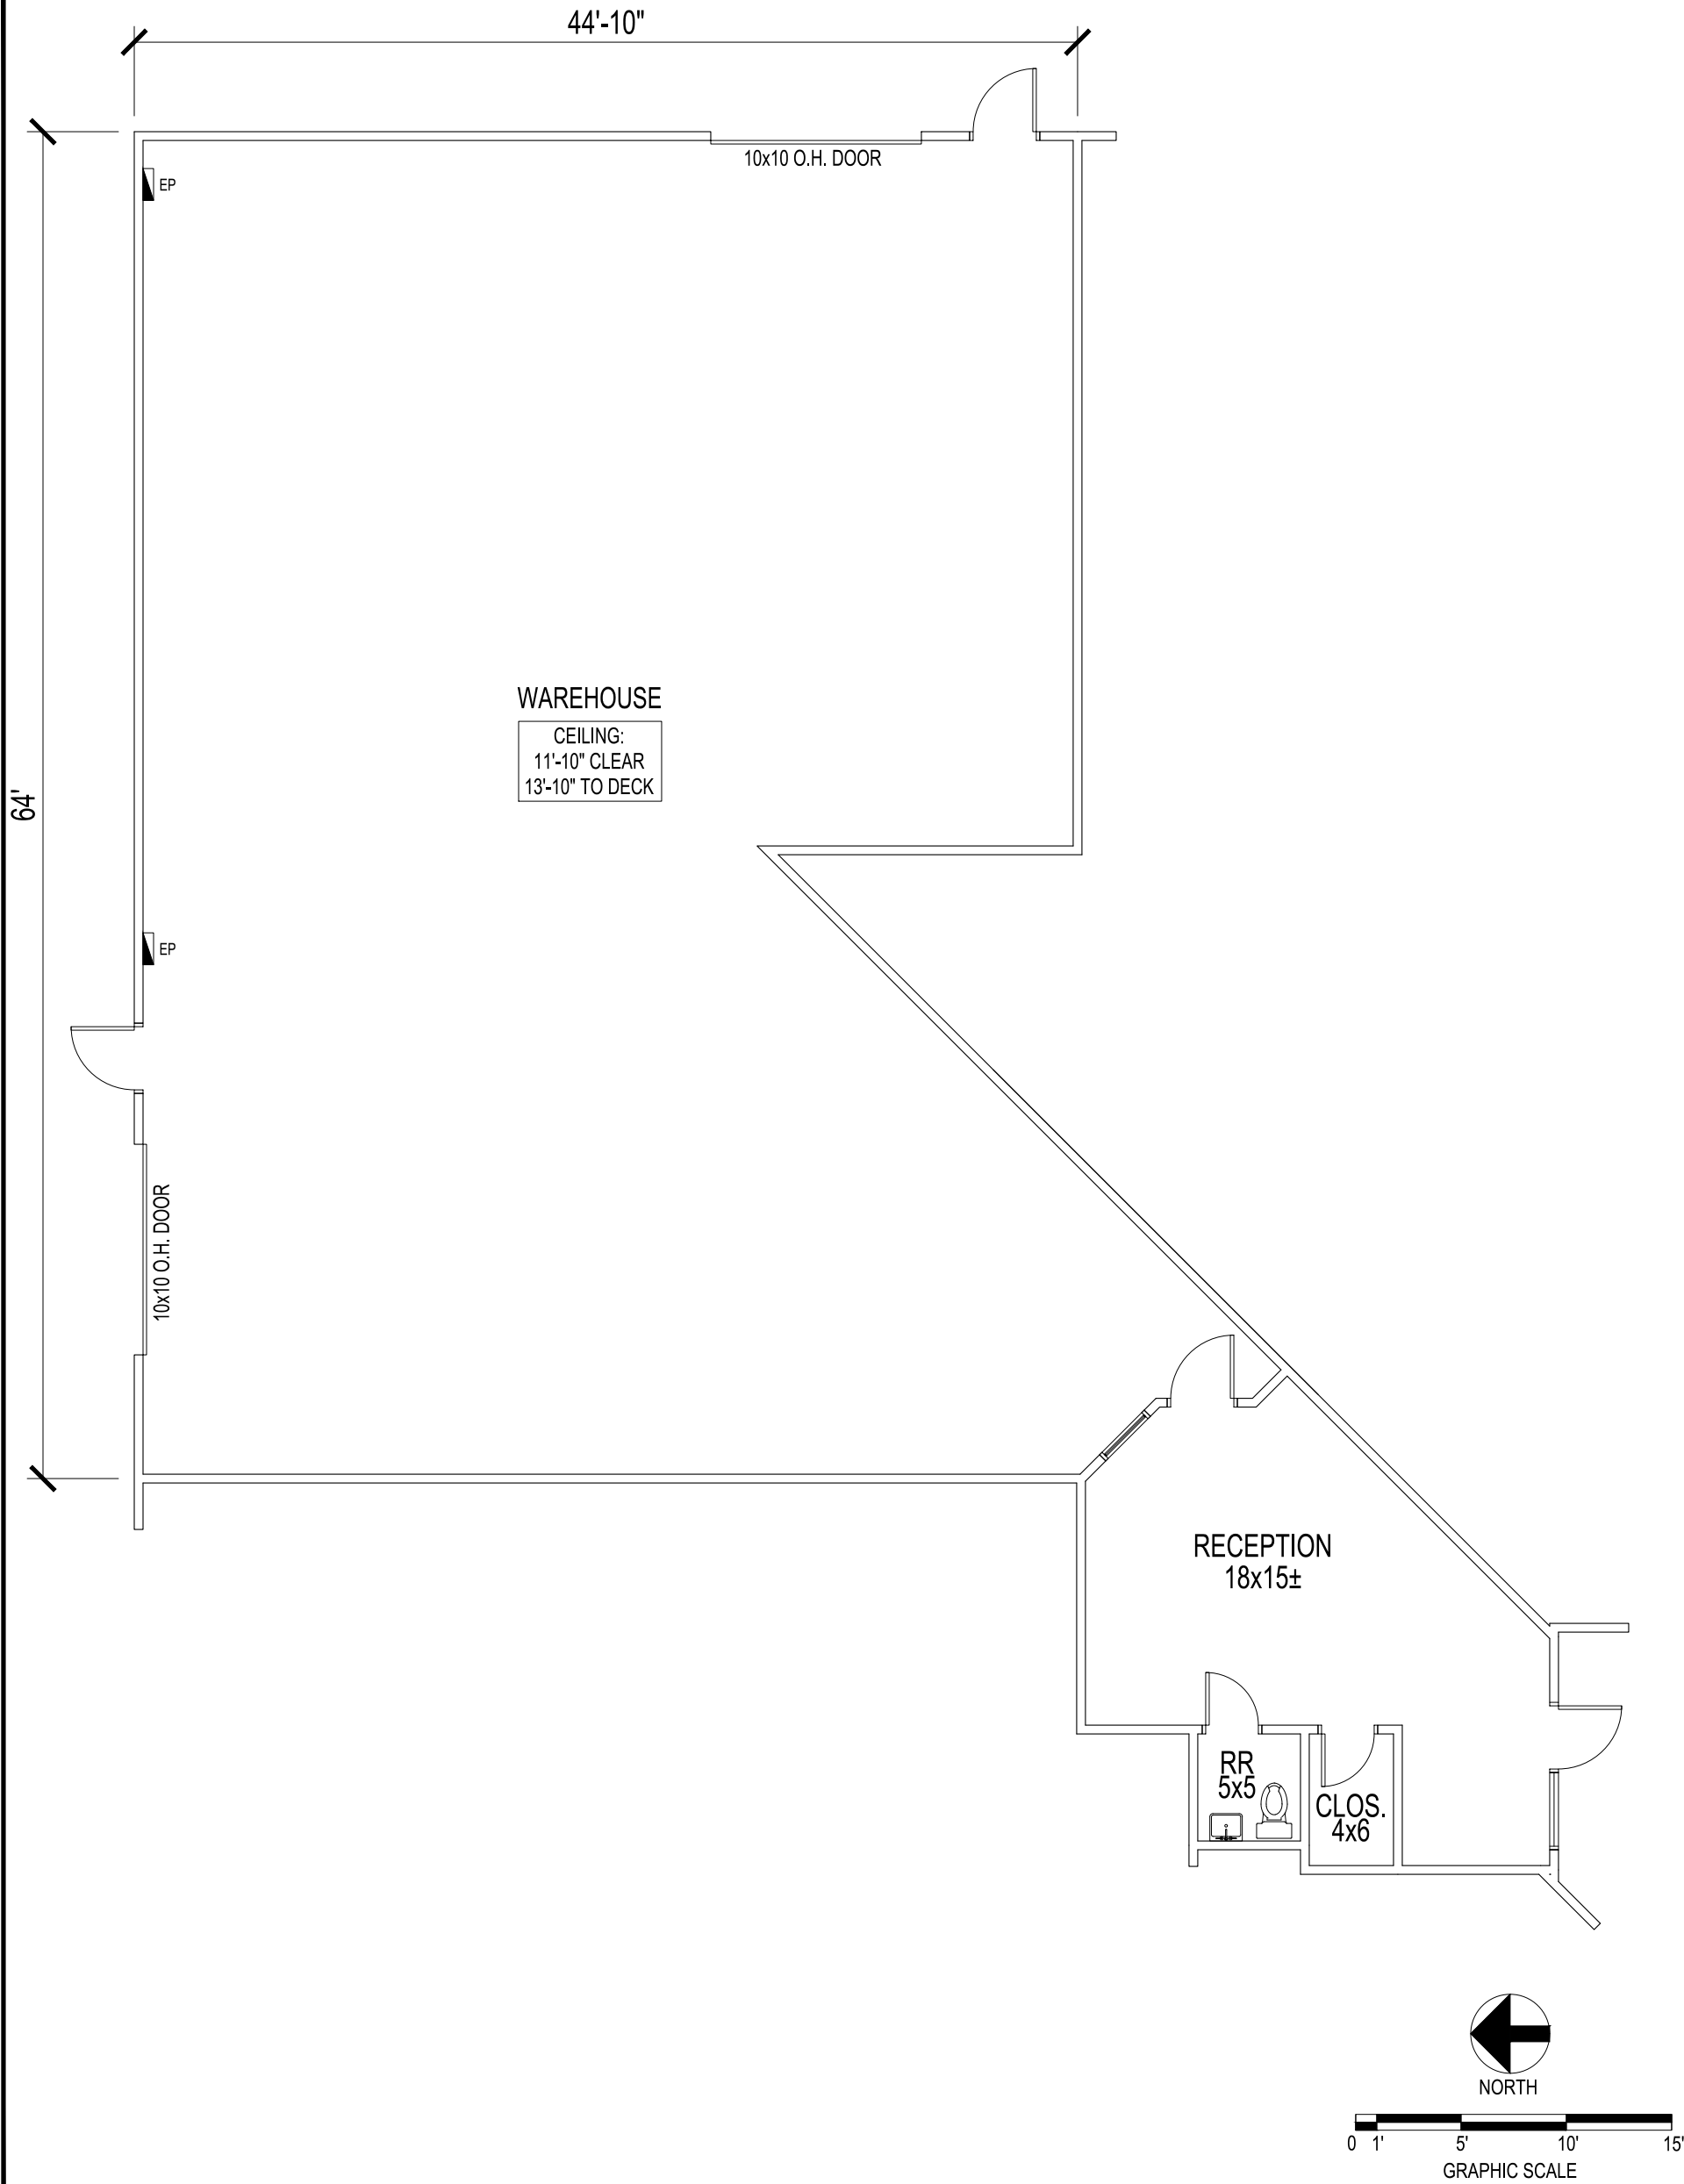 44'-10"
10x10 O.H. DOOR
EP
WAREHOUSE
CEILING:
11'-10" CLEAR
13'-10" TO DECK
64'
EP
10x10 O.H. DOOR
RECEPTION
18x15±
RR
5x5
CLOS.
4x6
NORTH
0 1' 5' 10' 15'
GRAPHIC SCALE